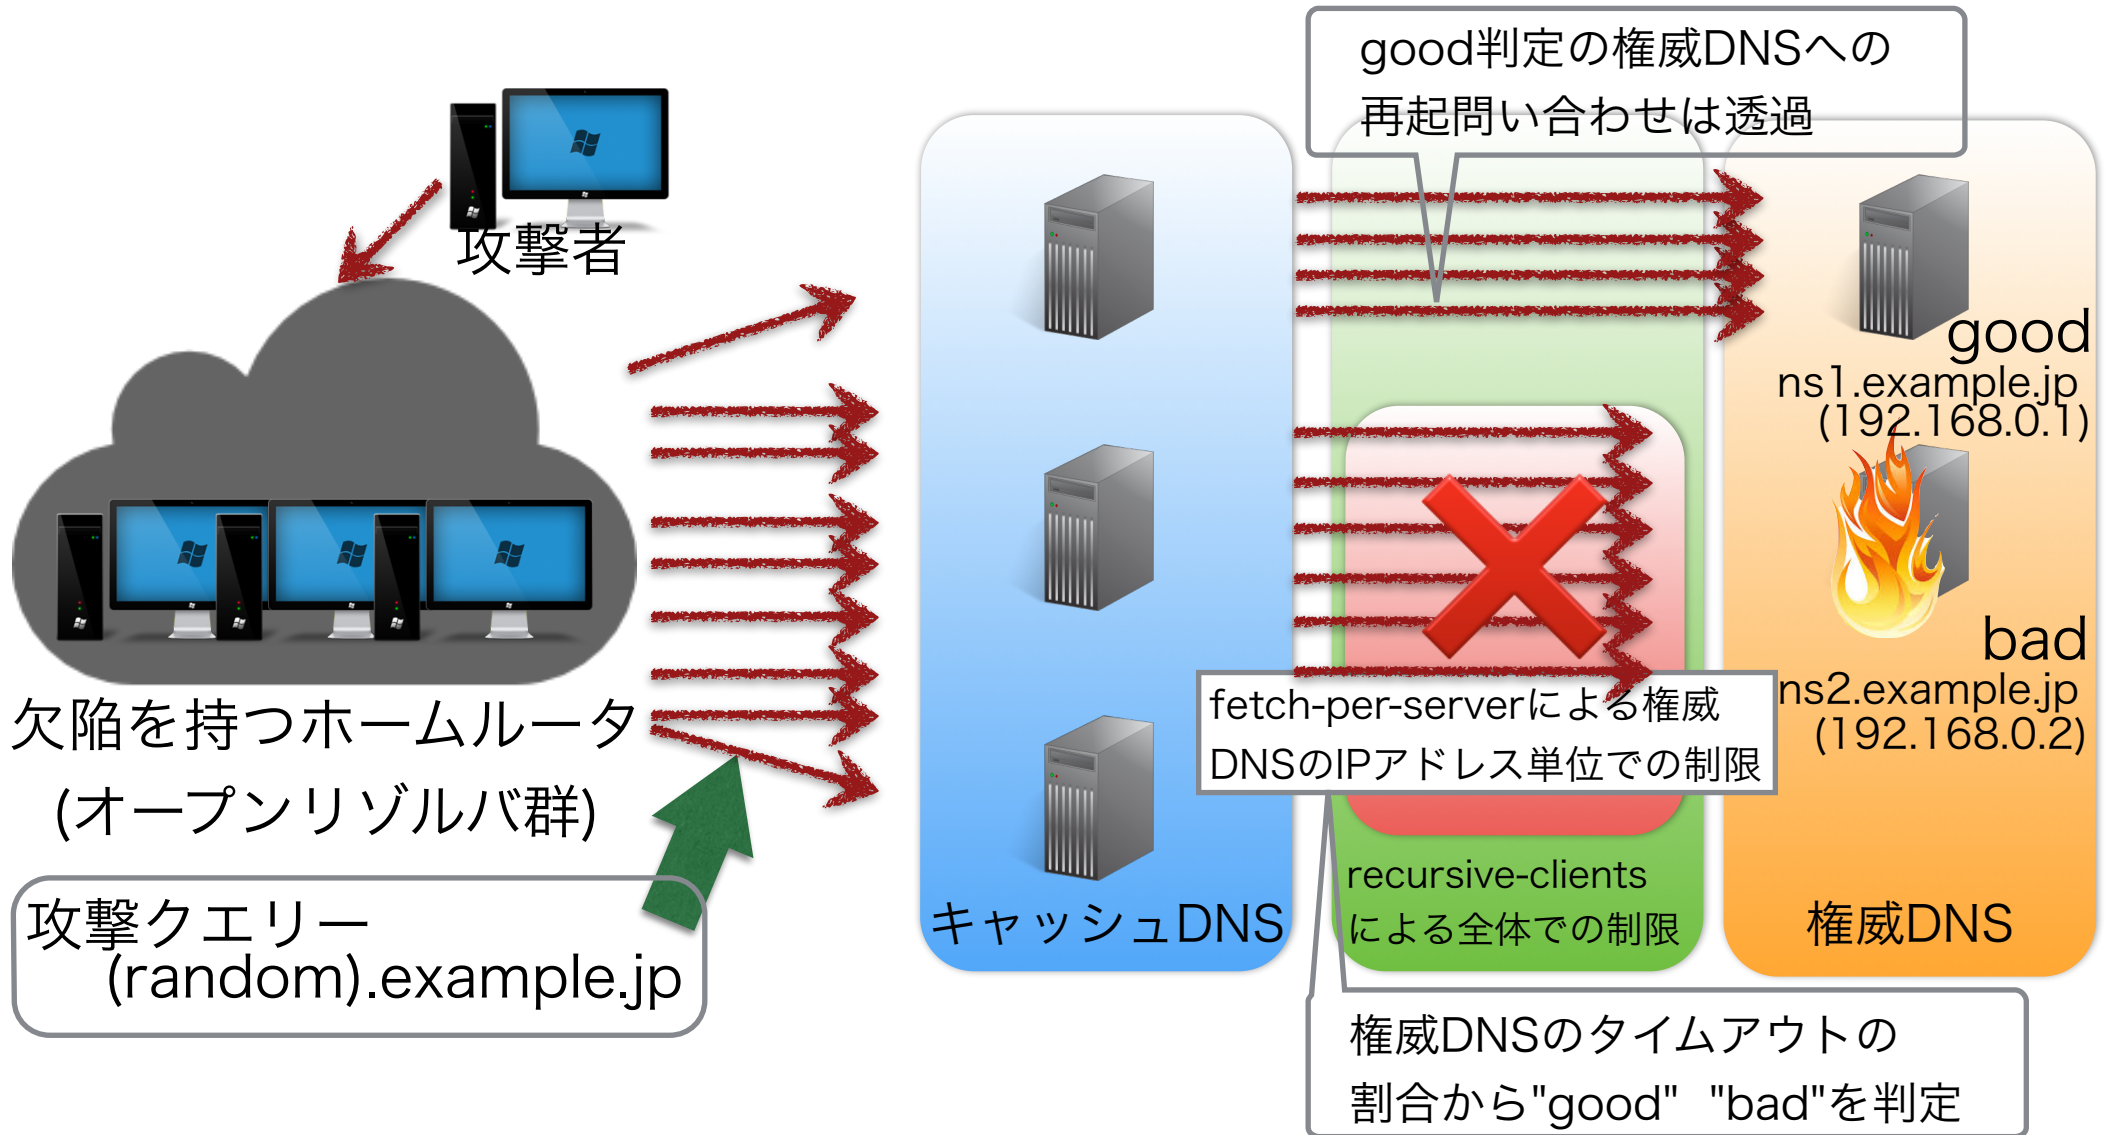 good判定の権威DNSへの
再起問い合わせは透過
攻撃者
good
ns1.example.jp
(192.168.0.1)
bad
ns2.example.jp
(192.168.0.2)
欠陥を持つホームルータ
(オープンリゾルバ群)
fetch-per-serverによる権威
DNSのIPアドレス単位での制限
recursive-clients
による全体での制限
キャッシュDNS
権威DNS
攻撃クエリー
(random).example.jp
権威DNSのタイムアウトの
割合から"good" "bad"を判定